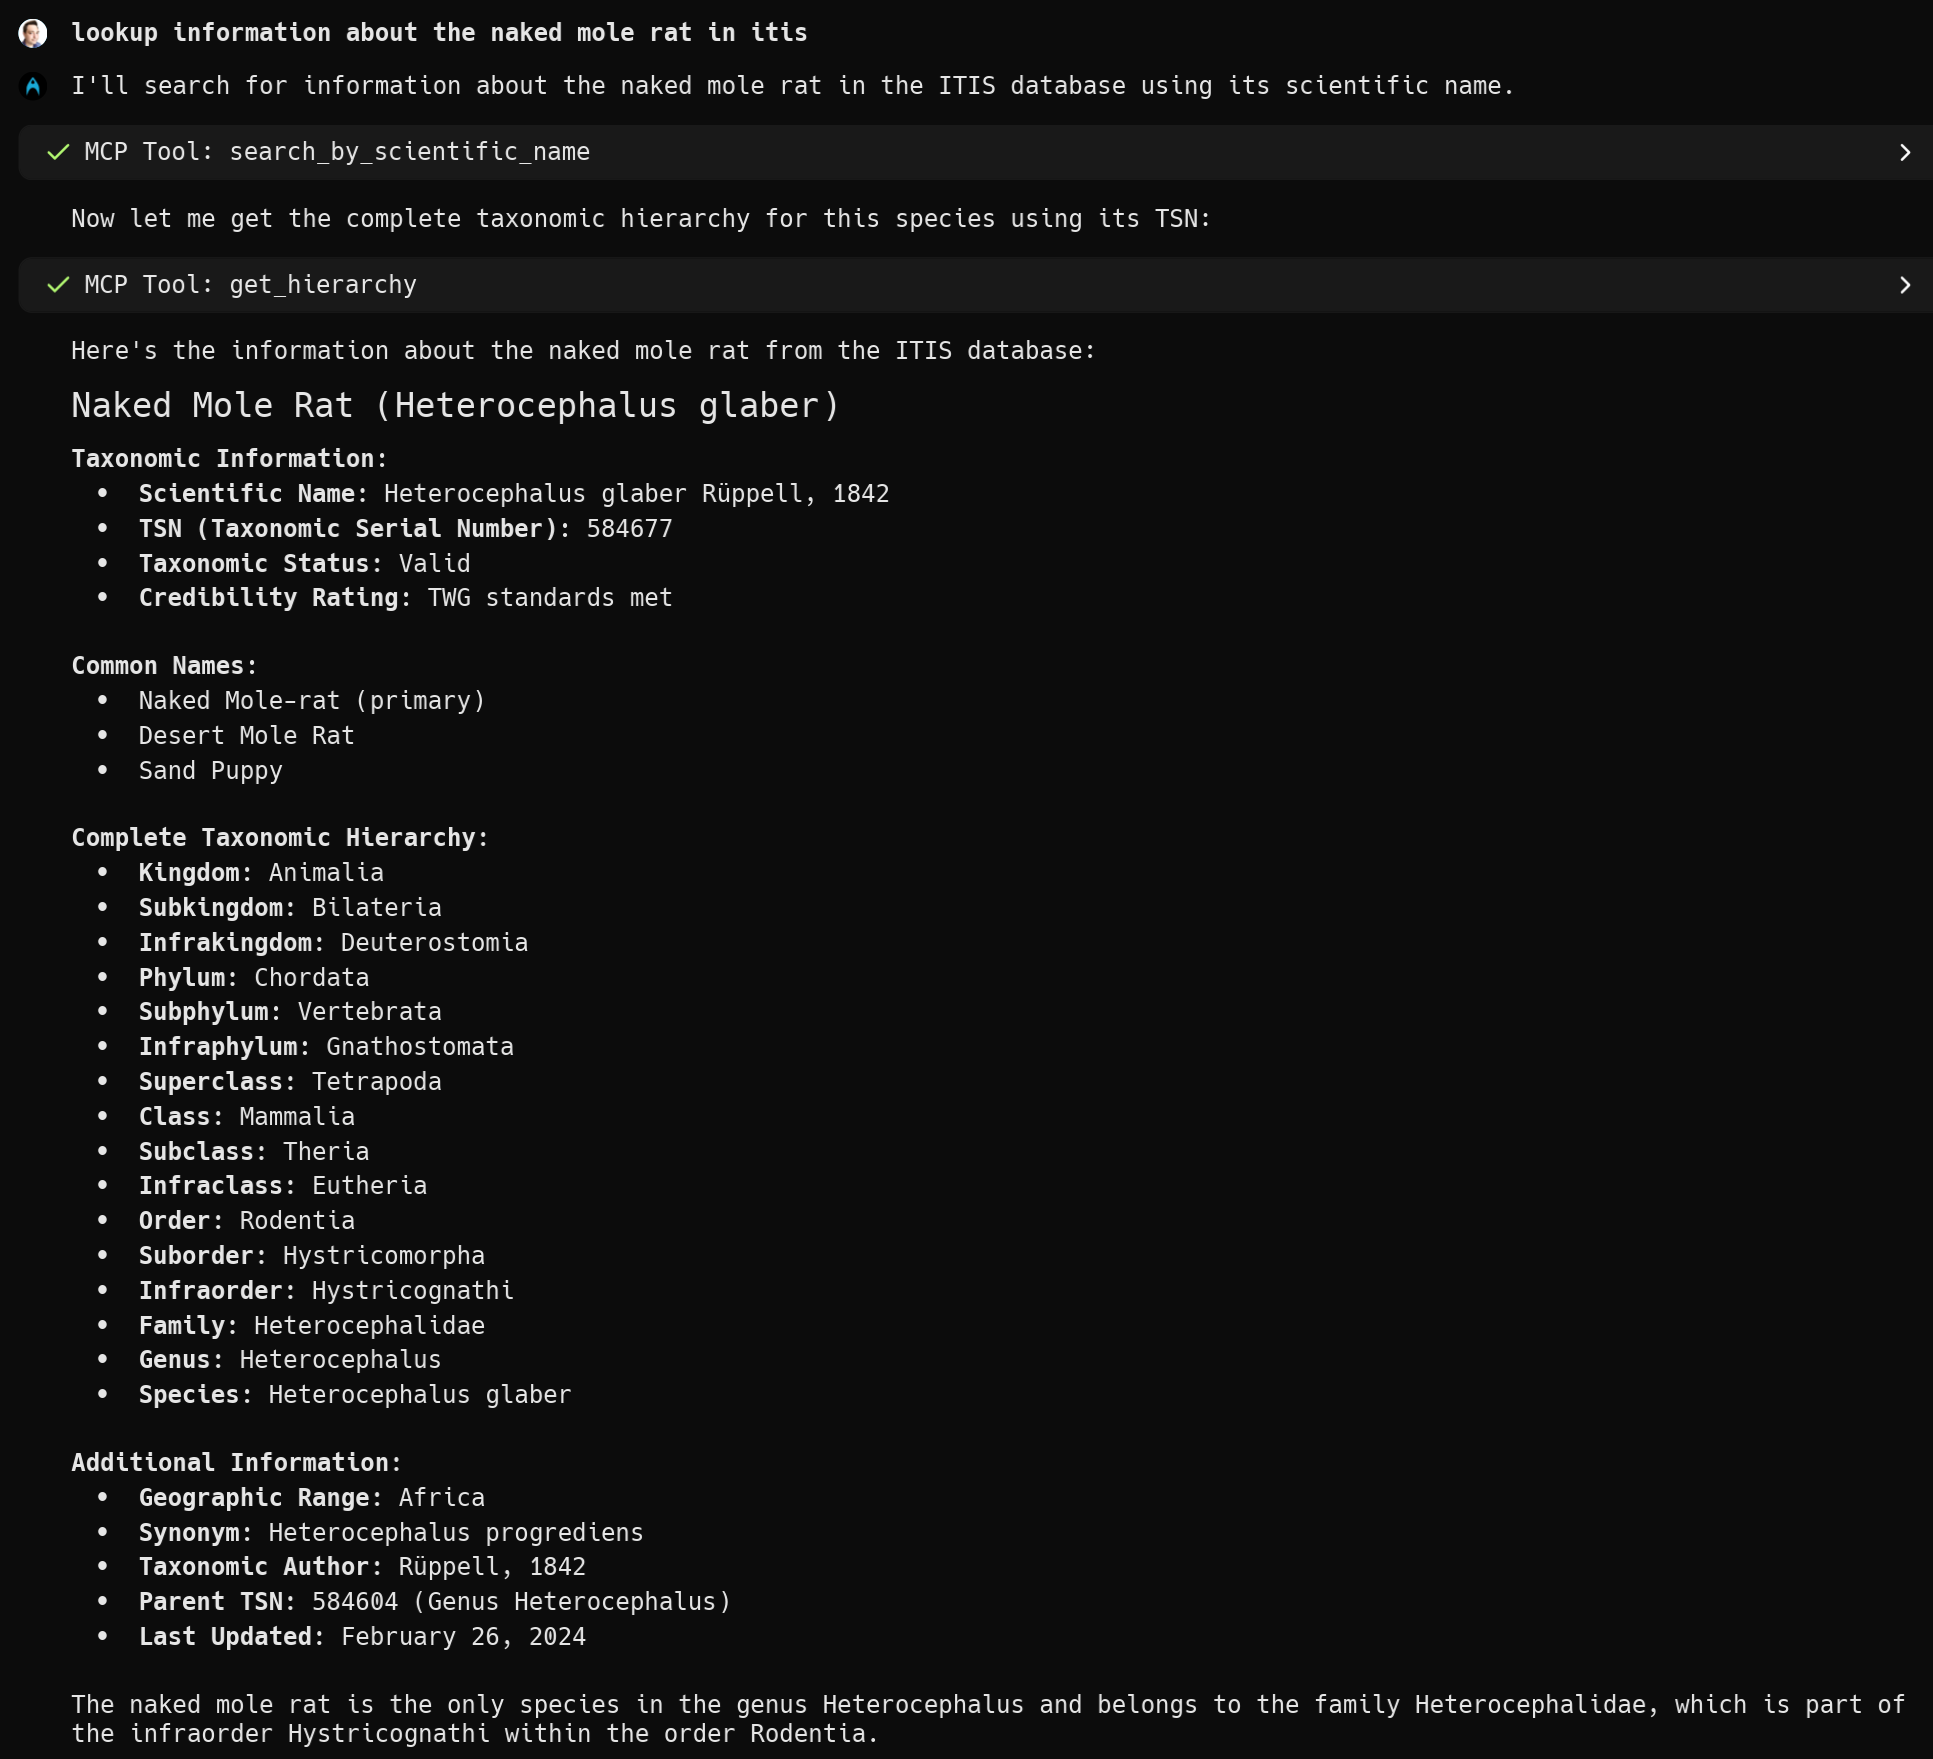 lookup information about the naked mole rat in itis
I'll search for information about the naked mole rat in the ITIS database using its scientific name.
MCP Tool: search_by_scientific_name
Now let me get the complete taxonomic hierarchy for this species using its TSN:
MCP Tool: get_hierarchy
Here's the information about the naked mole rat from the ITIS database:
Naked Mole Rat (Heterocephalus glaber)
Taxonomic Information:
• Scientific Name: Heterocephalus glaber Rüppell, 1842
• TSN (Taxonomic Serial Number): 584677
• Taxonomic Status: Valid
• Credibility Rating: TWG standards met
Common Names:
• Naked Mole-rat (primary)
• Desert Mole Rat
• Sand Puppy
Complete Taxonomic Hierarchy:
• Kingdom: Animalia
• Subkingdom: Bilateria
• Infrakingdom: Deuterostomia
• Phylum: Chordata
• Subphylum: Vertebrata
• Infraphylum: Gnathostomata
• Superclass: Tetrapoda
• Class: Mammalia
• Subclass: Theria
• Infraclass: Eutheria
• Order: Rodentia
• Suborder: Hystricomorpha
• Infraorder: Hystricognathi
• Family: Heterocephalidae
• Genus: Heterocephalus
• Species: Heterocephalus glaber
Additional Information:
• Geographic Range: Africa
• Synonym: Heterocephalus progrediens
• Taxonomic Author: Rüppell, 1842
• Parent TSN: 584604 (Genus Heterocephalus)
• Last Updated: February 26, 2024
The naked mole rat is the only species in the genus Heterocephalus and belongs to the family Heterocephalidae, which is part of
the infraorder Hystricognathi within the order Rodentia.